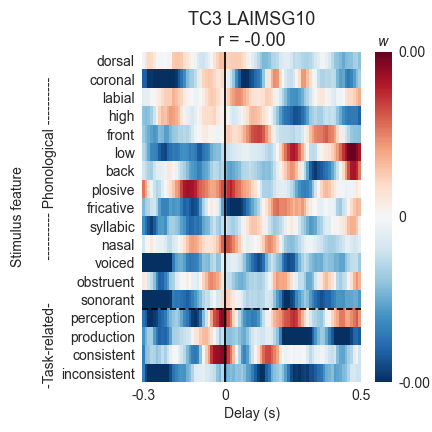 TC3 LAIMSG10
r = -0.00
w
dorsal
coronal
labial
high
front
low
back
plosive
fricative
syllabic
nasal
voiced
obstruent
sonorant
perception
production
consistent
inconsistent
Stimulus feature
-Task-related- ---------- Phonological ----------
0.00
0
-0.00
-0.3 0 0.5
Delay (s)